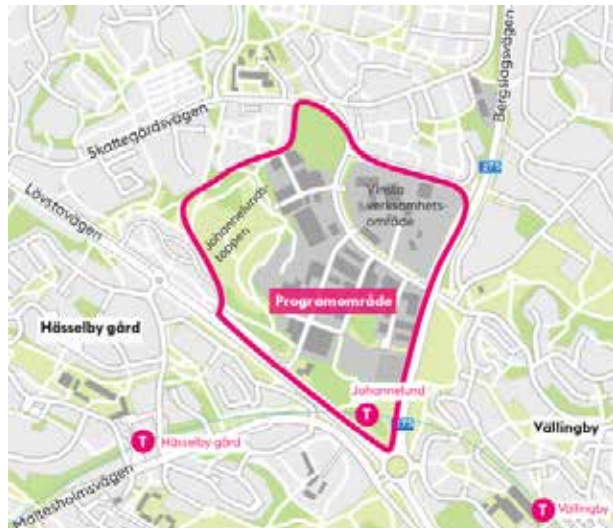 Bergslagsvägen
Skattegårdsvägen
275
Lövstavägen
Johannelunds-
toppen
Vinsta
verksamhets-
område
Programområde
Hässelby gård
Johannelund
T
275
Vällingby
T
Hässelby gård
Maltesholmsvägen
T
Vällingby